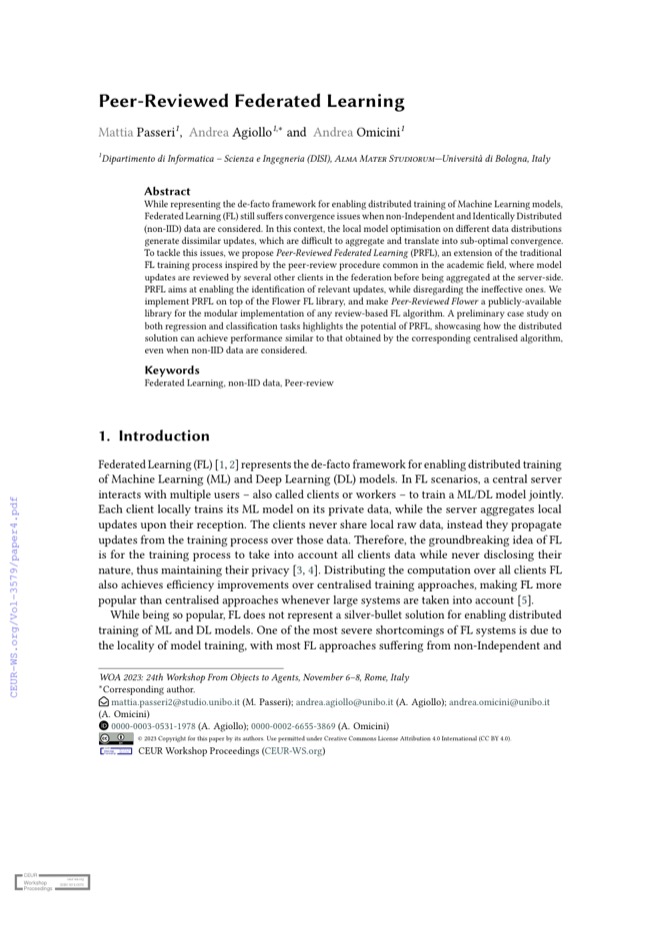 Peer-Reviewed Federated Learning
Mattia Passeri1, Andrea Agiollo1,* and Andrea Omicini1
1Dipartimento di Informatica – Scienza e Ingegneria (DISI), Alma Mater Studiorum—Università di Bologna, Italy
Abstract
While representing the de-facto framework for enabling distributed training of Machine Learning models,
Federated Learning (FL) still suffers convergence issues when non-Independent and Identically Distributed
(non-IID) data are considered. In this context, the local model optimisation on different data distributions
generate dissimilar updates, which are difficult to aggregate and translate into sub-optimal convergence.
To tackle this issues, we propose Peer-Reviewed Federated Learning (PRFL), an extension of the traditional
FL training process inspired by the peer-review procedure common in the academic field, where model
updates are reviewed by several other clients in the federation before being aggregated at the server-side.
PRFL aims at enabling the identification of relevant updates, while disregarding the ineffective ones. We
implement PRFL on top of the Flower FL library, and make Peer-Reviewed Flower a publicly-available
library for the modular implementation of any review-based FL algorithm. A preliminary case study on
both regression and classification tasks highlights the potential of PRFL, showcasing how the distributed
solution can achieve performance similar to that obtained by the corresponding centralised algorithm,
even when non-IID data are considered.
Keywords
Federated Learning, non-IID data, Peer-review
1. Introduction
Federated Learning (FL) [1, 2] represents the de-facto framework for enabling distributed training
of Machine Learning (ML) and Deep Learning (DL) models. In FL scenarios, a central server
interacts with multiple users – also called clients or workers – to train a ML/DL model jointly.
Each client locally trains its ML model on its private data, while the server aggregates local
updates upon their reception. The clients never share local raw data, instead they propagate
updates from the training process over those data. Therefore, the groundbreaking idea of FL
is for the training process to take into account all clients data while never disclosing their
nature, thus maintaining their privacy [3, 4]. Distributing the computation over all clients FL
also achieves efficiency improvements over centralised training approaches, making FL more
popular than centralised approaches whenever large systems are taken into account [5].
While being so popular, FL does not represent a silver-bullet solution for enabling distributed
training of ML and DL models. One of the most severe shortcomings of FL systems is due to
the locality of model training, with most FL approaches suffering from non-Independent and
WOA 2023: 24th Workshop From Objects to Agents, November 6–8, Rome, Italy
*Corresponding author.
mattia.passeri2@studio.unibo.it (M. Passeri); andrea.agiollo@unibo.it (A. Agiollo); andrea.omicini@unibo.it
(A. Omicini)
0000-0003-0531-1978 (A. Agiollo); 0000-0002-6655-3869 (A. Omicini)
© 2023 Copyright for this paper by its authors. Use permitted under Creative Commons License Attribution 4.0 International (CC BY 4.0).
CEUR Workshop Proceedings (CEUR-WS.org)
CEUR-WS.org/Vol-3579/paper4.pdf
CEUR
Workshop
Proceedings